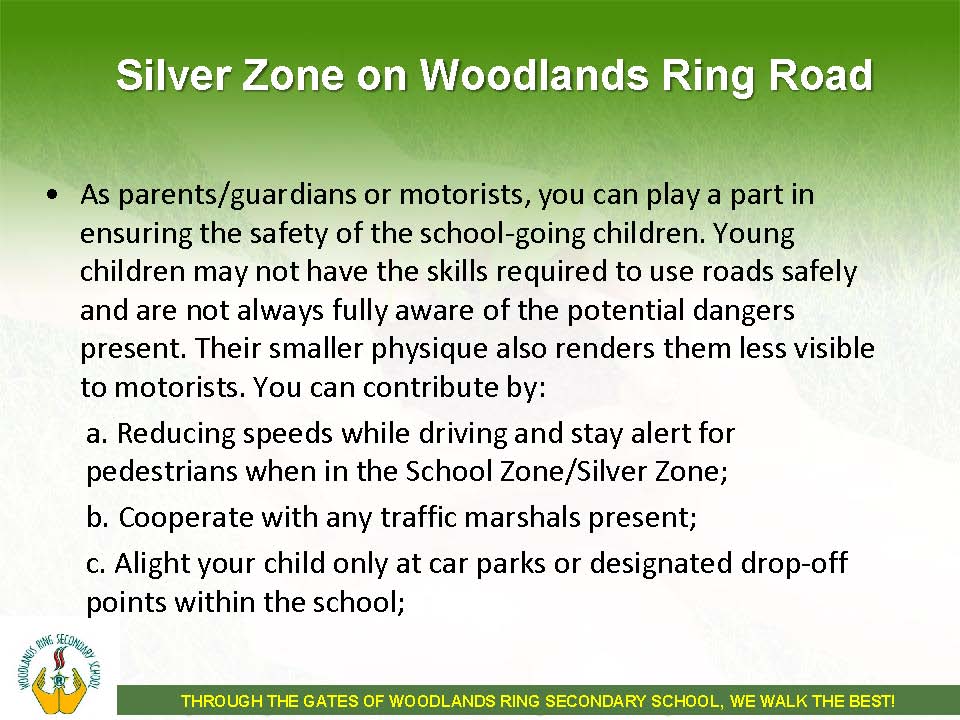 Silver Zone on Woodlands Ring Road
• As parents/guardians or motorists, you can play a part in
ensuring the safety of the school-going children. Young
children may not have the skills required to use roads safely
and are not always fully aware of the potential dangers
present. Their smaller physique also renders them less visible
to motorists. You can contribute by:
a. Reducing speeds while driving and stay alert for
pedestrians when in the School Zone/Silver Zone;
b. Cooperate with any traffic marshals present;
c. Alight your child only at car parks or designated drop-off
points within the school;
WOODLANDS RING SECONDARY SCHOOL
R
THROUGH THE GATES OF WOODLANDS RING SECONDARY SCHOOL, WE WALK THE BEST!